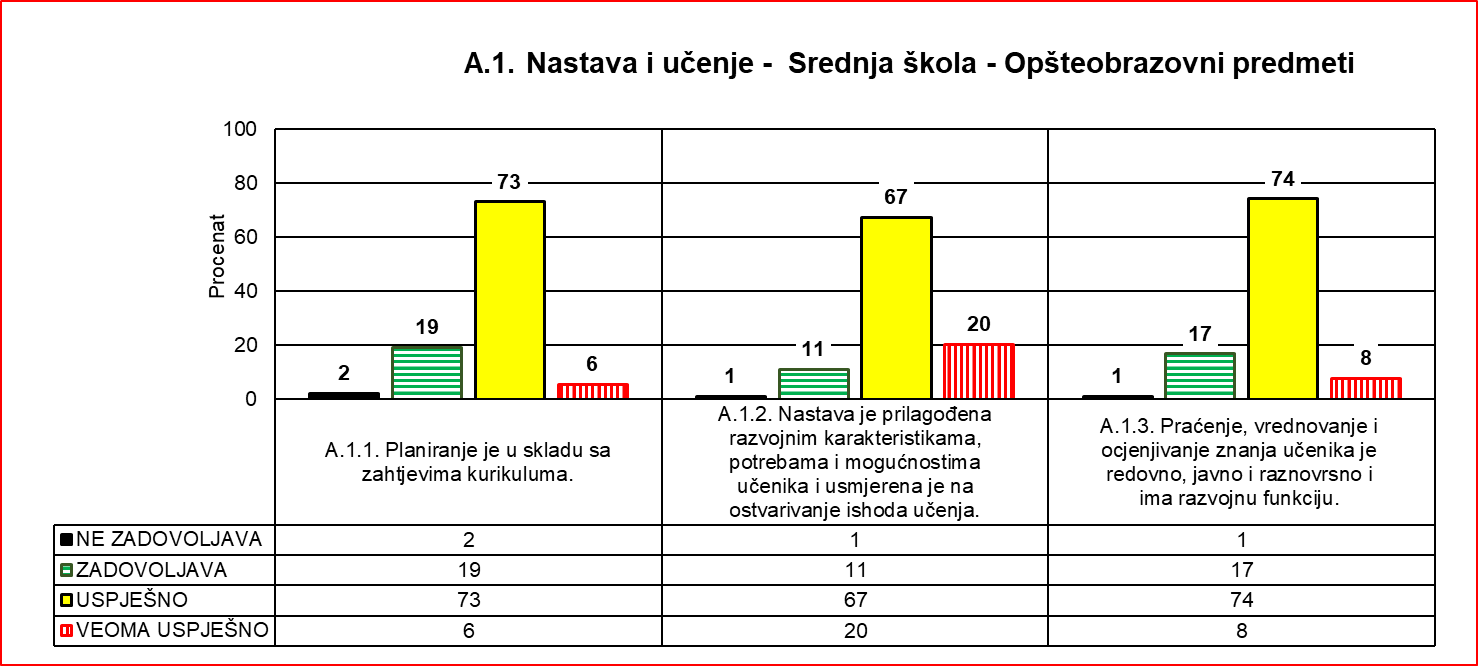 A.1. Nastava i učenje - Srednja škola - Opšteobrazovni predmeti
Procenat
100
80
60
40
20
0
2
19
73
6
1
11
67
20
1
17
74
8
A.1.1. Planiranje je u skladu sa
zahtjevima kurikuluma.
A.1.2. Nastava je prilagođena
razvojnim karakteristikama,
potrebama i mogućnostima
učenika i usmjerena je na
ostvarivanje ishoda učenja.
A.1.3. Praćenje, vrednovanje i
ocjenjivanje znanja učenika je
redovno, javno i raznovrsno i
ima razvojnu funkciju.
NE ZADOVOLJAVA 2 1 1
ZADOVOLJAVA 19 11 17
USPJEŠNO 73 67 74
VEOMA USPJEŠNO 6 20 8